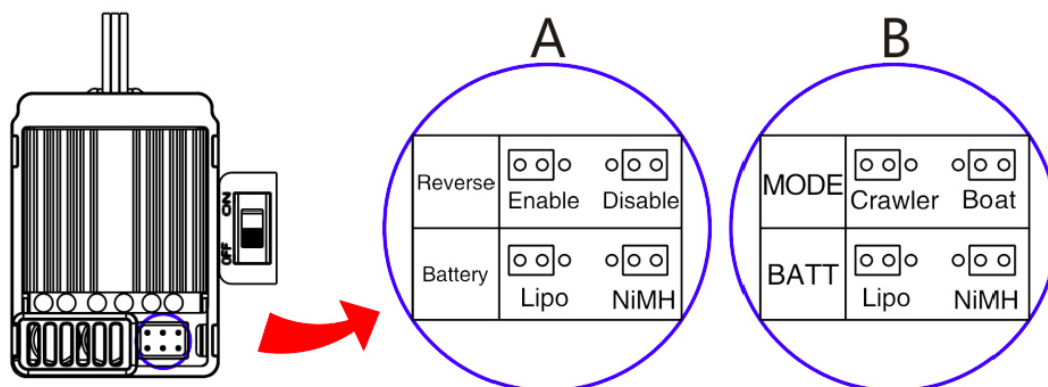 A B
ON
OFF
Reverse Enable Disable
Battery Lipo NiMH
MODE Crawler Boat
BATT Lipo NiMH